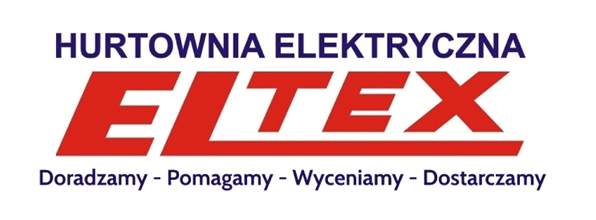 HURTOWNIA ELEKTRYCZNA
ELTEX
Doradzamy - Pomagamy - Wyceniamy - Dostarczamy